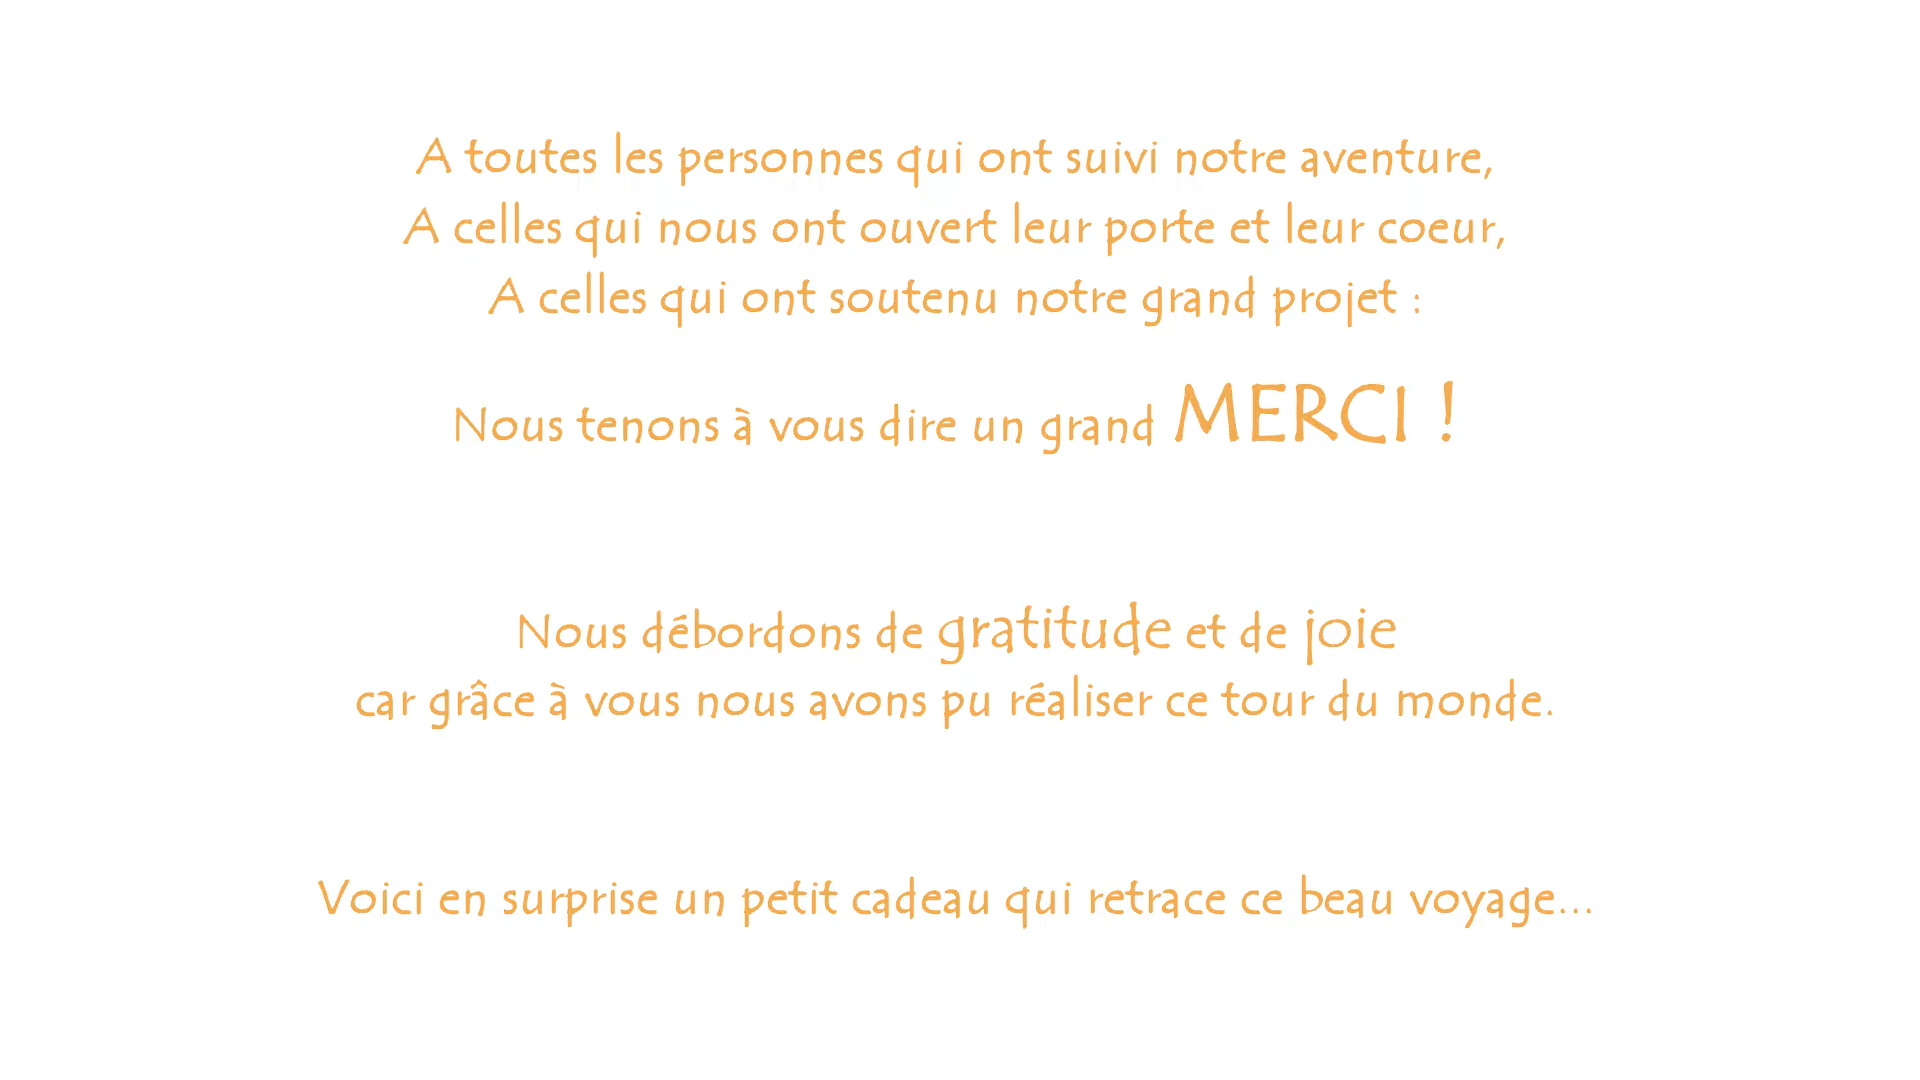 A toutes les personnes qui ont suivi notre aventure,
A celles qui nous ont ouvert leur porte et leur coeur,
A celles qui ont soutenu notre grand projet :
Nous tenons à vous dire un grand MERCI !
Nous débordons de gratitude et de joie
car grâce à vous nous avons pu réaliser ce tour du monde.
Voici en surprise un petit cadeau qui retrace ce beau voyage...